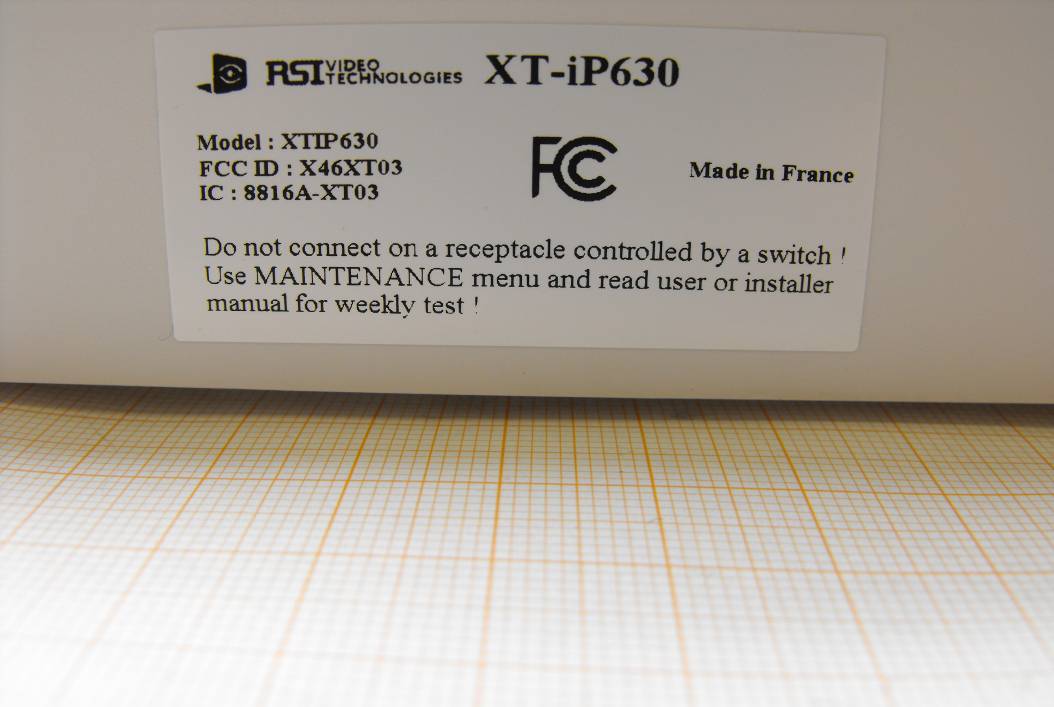 RSI VIDEO TECHNOLOGIES XT-iP630
Model : XTIP630
FCC ID : X46XT03
IC : 8816A-XT03
FC
Made in France
Do not connect on a receptacle controlled by a switch !
Use MAINTENANCE menu and read user or installer
manual for weekly test !